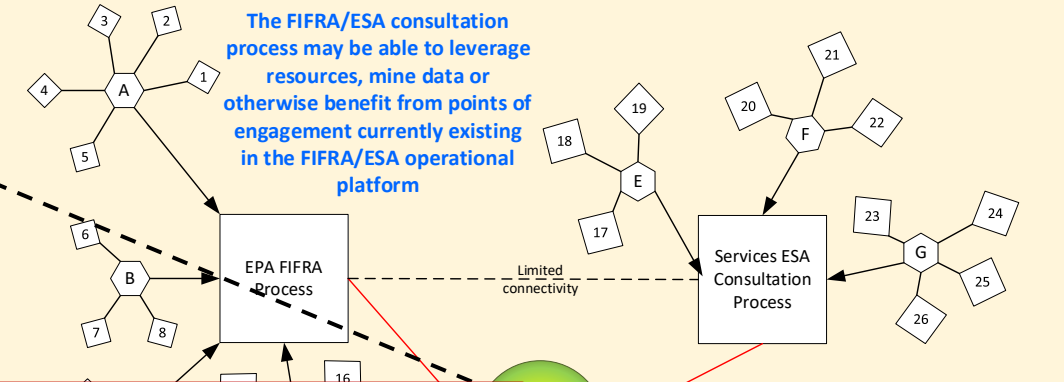 The FIFRA/ESA consultation
process may be able to leverage
resources, mine data or
otherwise benefit from points of
engagement currently existing
in the FIFRA/ESA operational
platform
3
2
4
A
1
5
6
B
7
8
EPA FIFRA
Process
16
Limited
connectivity
19
18
E
17
21
20
F
22
Services ESA
Consultation
Process
23
24
G
25
26